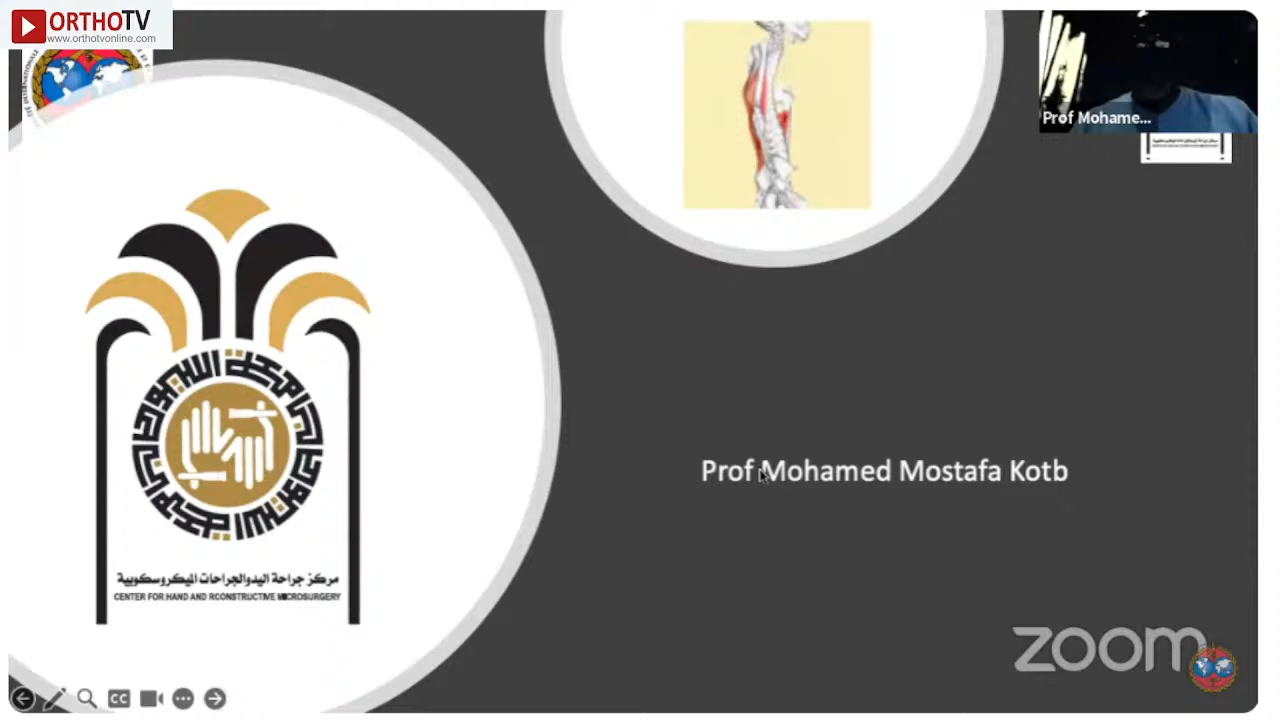 ORTHOTV
www.orthotvonline.com
Prof Mohame...
Prof Mohamed Mostafa Kotb
مركز جراحة اليد والجراحات الميكروسكوبية
CENTER FOR HAND AND RCONSTRUCTIVE MICROSURGERY
zoom
CC